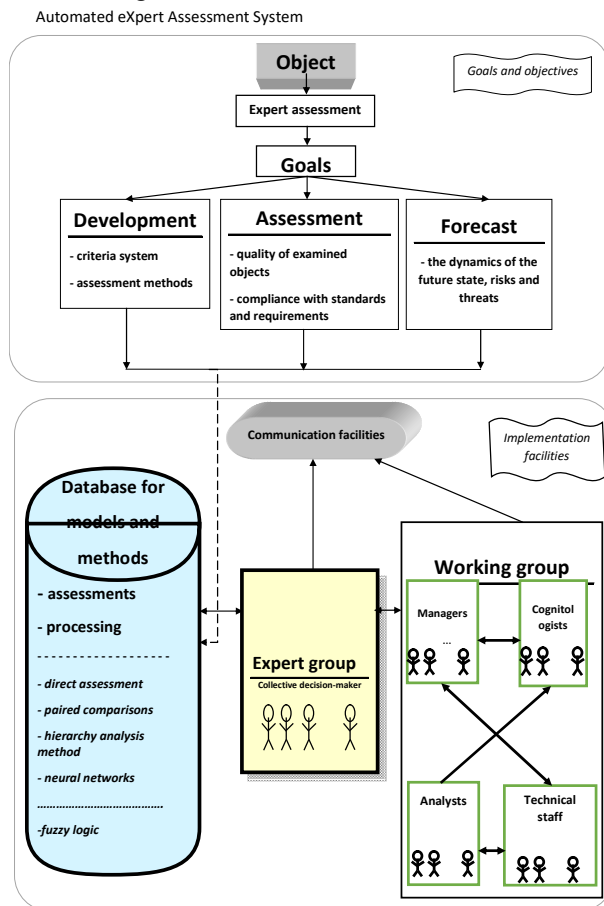 Automated eXpert Assessment System
Object
Goals and objectives
Expert assessment
Goals
Development
- criteria system
- assessment methods
Assessment
- quality of examined
objects
- compliance with standards
and requirements
Forecast
- the dynamics of the
future state, risks and
threats
Communication facilities
Implementation
facilities
Database for
models and
methods
- assessments
- processing
- - - - - - - - - - - - - - - - - - - -
- direct assessment
- paired comparisons
- hierarchy analysis
method
- neural networks
…………………………………….
-fuzzy logic
Expert group
Collective decision-maker
Working group
Managers
...
Cognitol
ogists
Analysts
Technical
staff